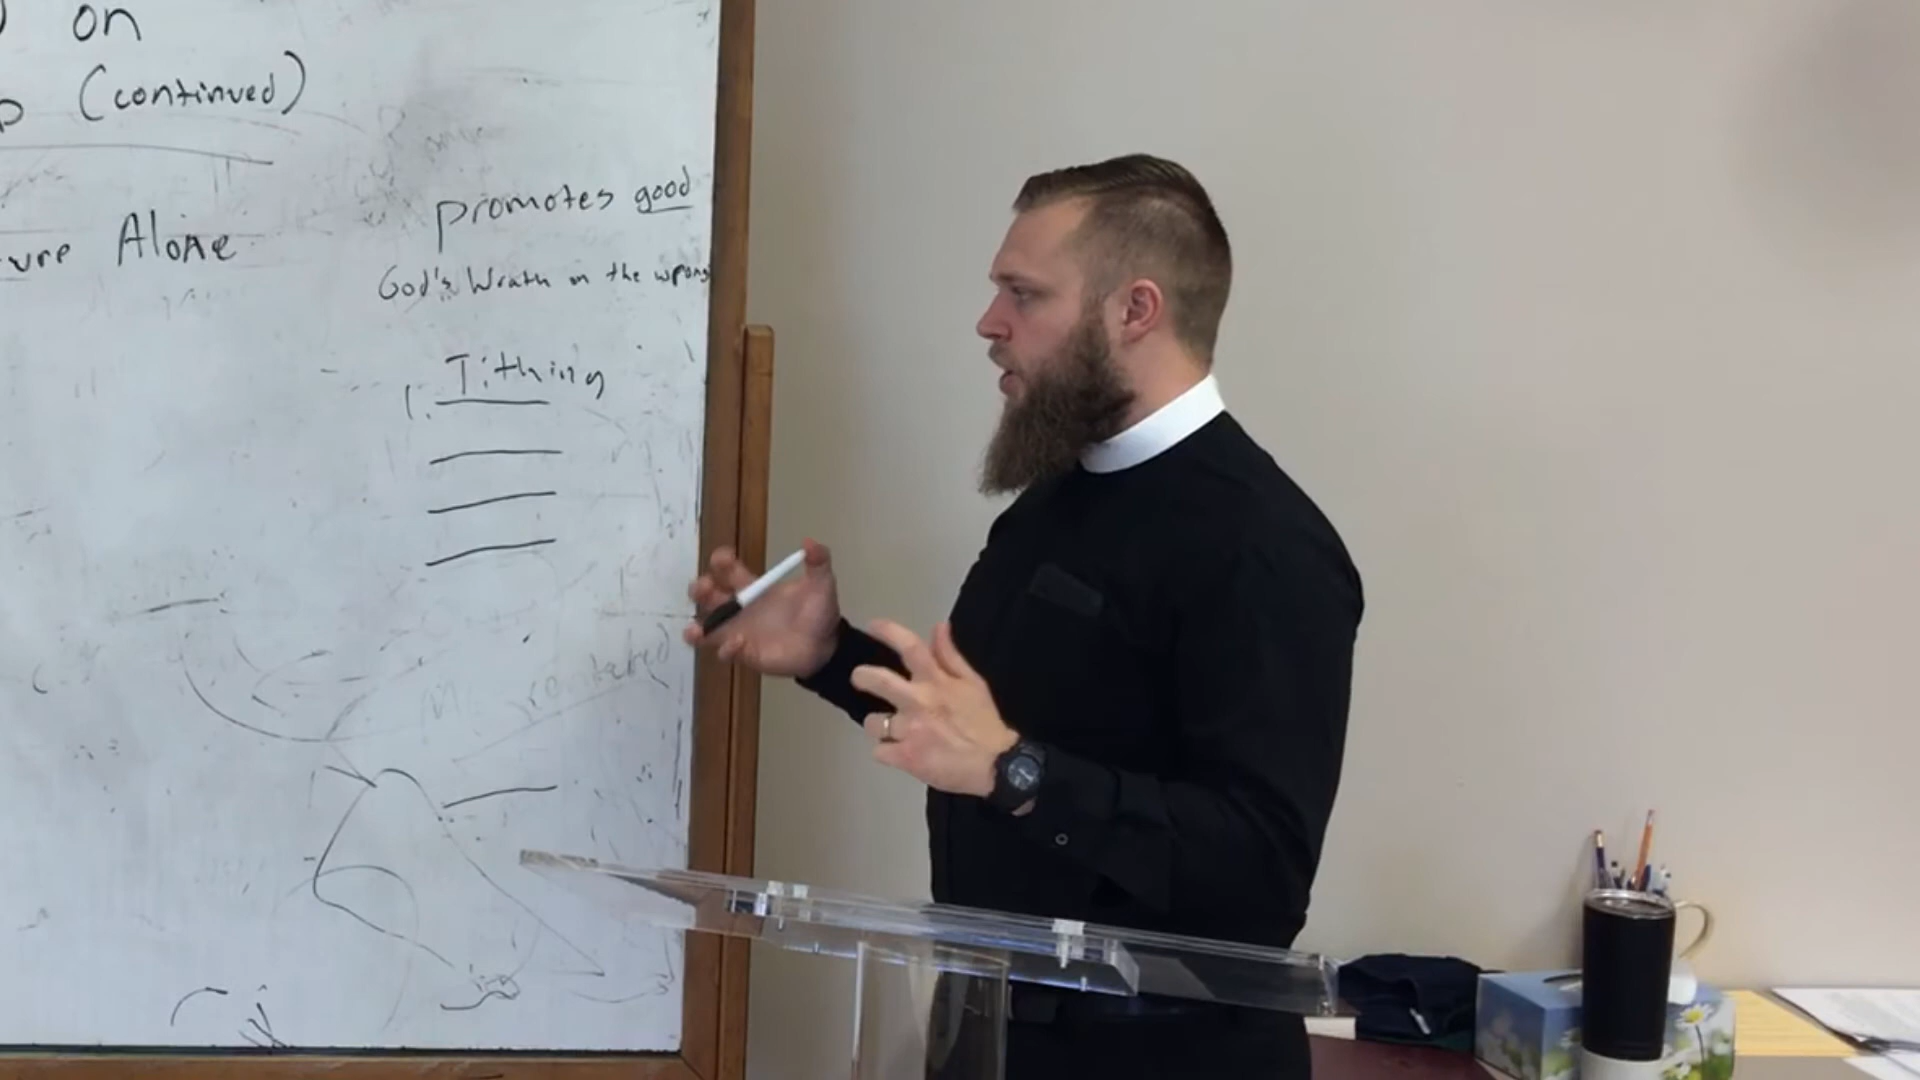 on
(continued)
promotes good
Alone
God's Wrath on the wrong
1. Tithing